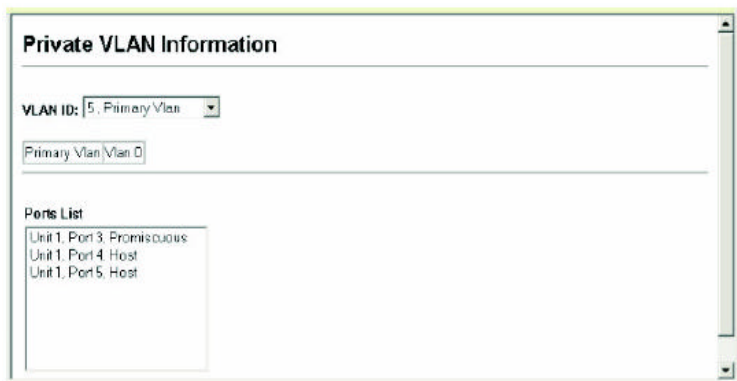 Private VLAN Information
VLAN ID: 5, Primary Vlan
Primary Vlan Vlan 0
Ports List
Unit 1, Port 3, Promiscuous
Unit 1, Port 4, Host
Unit 1, Port 5, Host